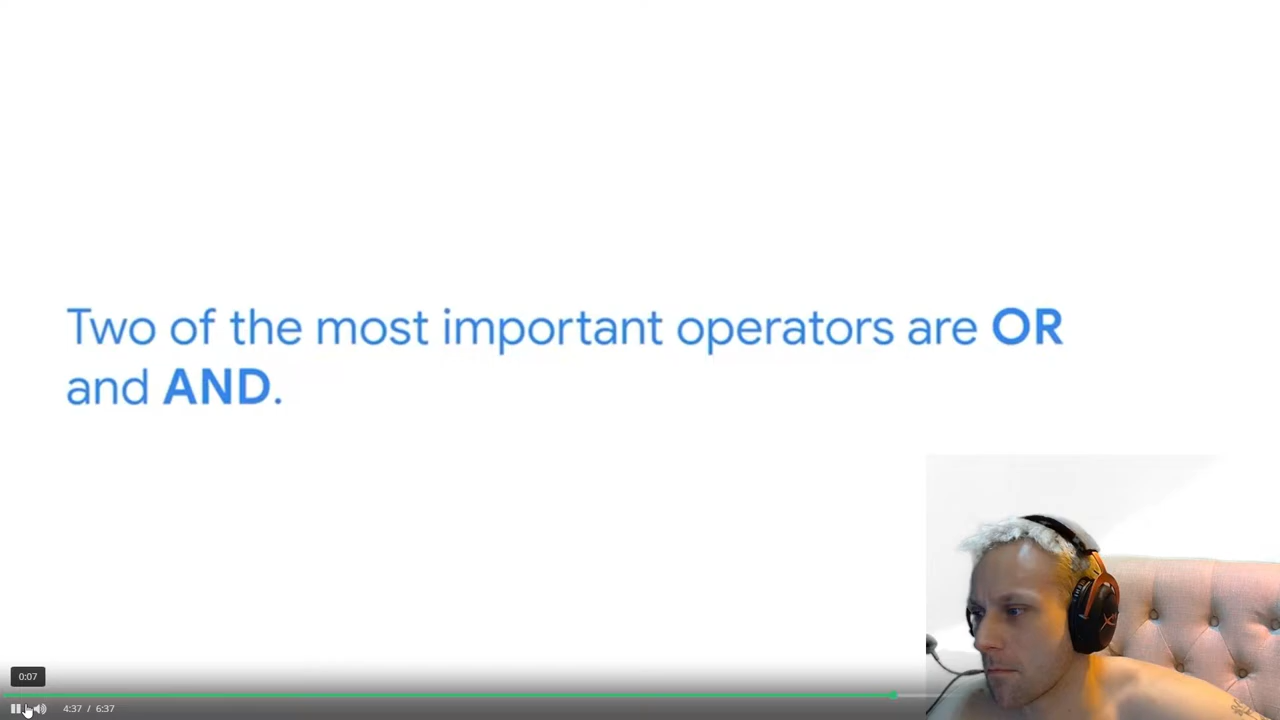 Two of the most important operators are OR
and AND.
0:07
4:37 / 6:37